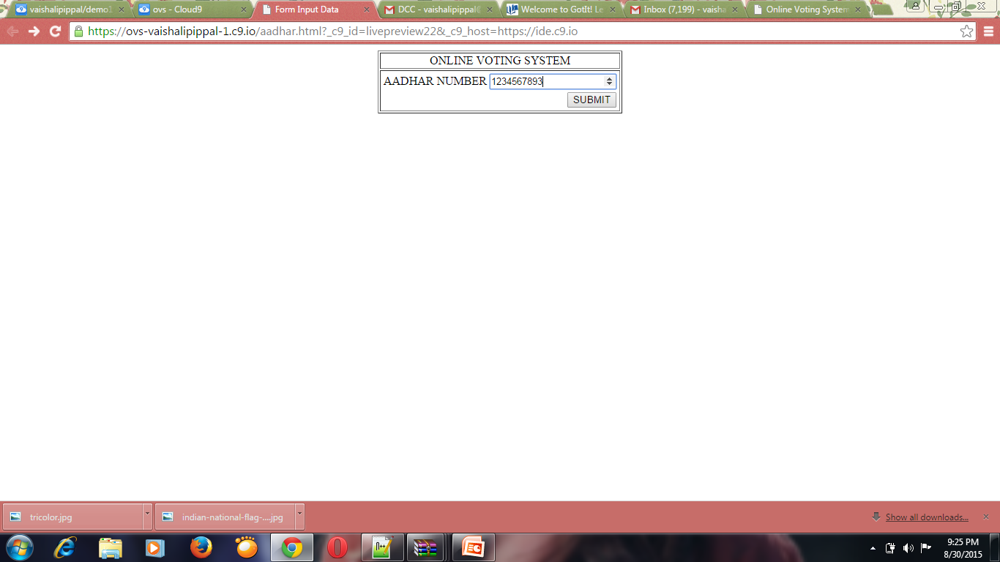 vaishalipippal/demo1
ovs - Cloud9
Form Input Data
DCC - vaishalipippal@
Welcome to GotIt! Le
Inbox (7,199) - vaisha
Online Voting System
https://ovs-vaishalipippal-1.c9.io/aadhar.html?_c9_id=livepreview22&_c9_host=https://ide.c9.io
ONLINE VOTING SYSTEM
AADHAR NUMBER 1234567893
SUBMIT
tricolor.jpg
indian-national-flag-....jpg
Show all downloads...
9:25 PM
8/30/2015